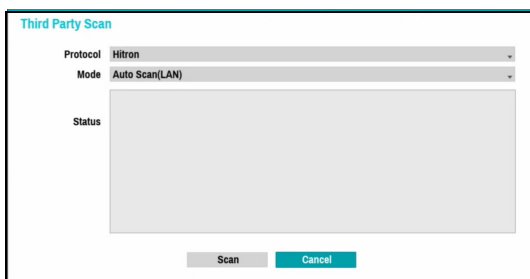 Third Party Scan
Protocol Hitron
Mode Auto Scan(LAN)
Status
Scan Cancel